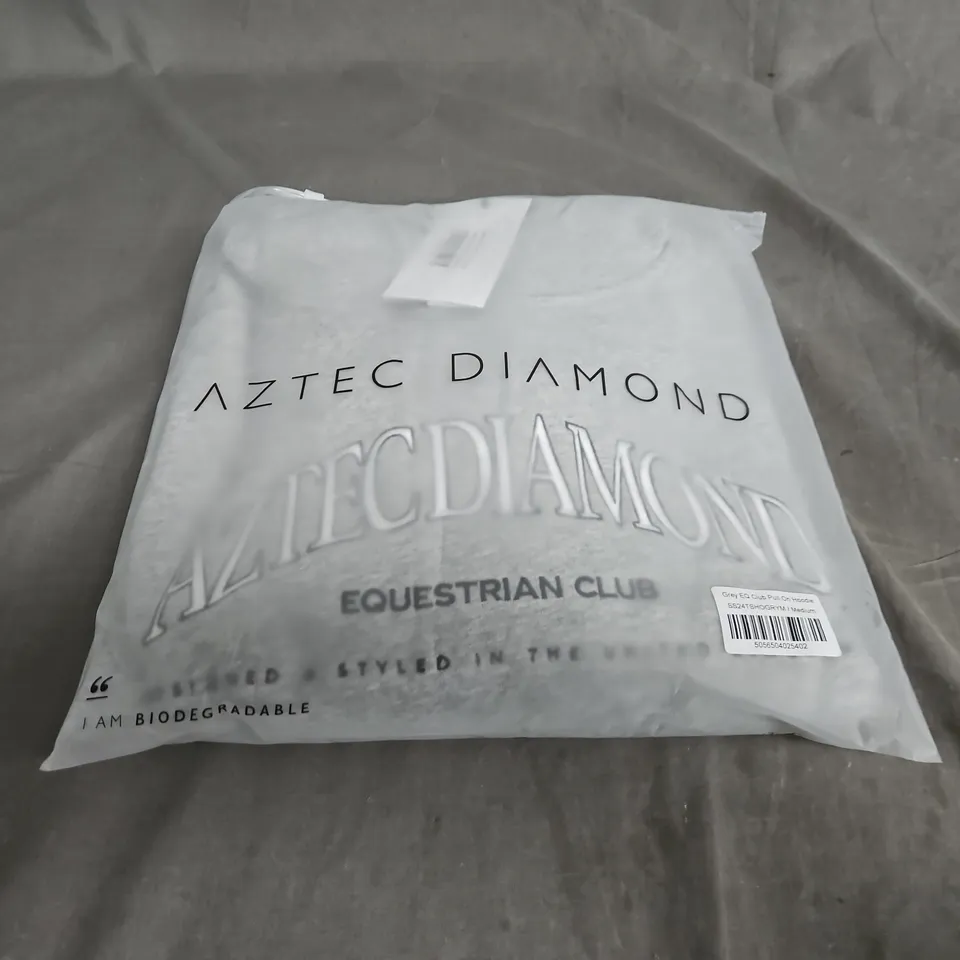 AZTEC DIAMOND
AZTEC DIAMOND
EQUESTRIAN CLUB
Grey EQ Club Pull On Hoodie
SS24TSHOGRYM / Medium
5056504025402
& STYLED IN THE
“
I AM BIODEGRADABLE